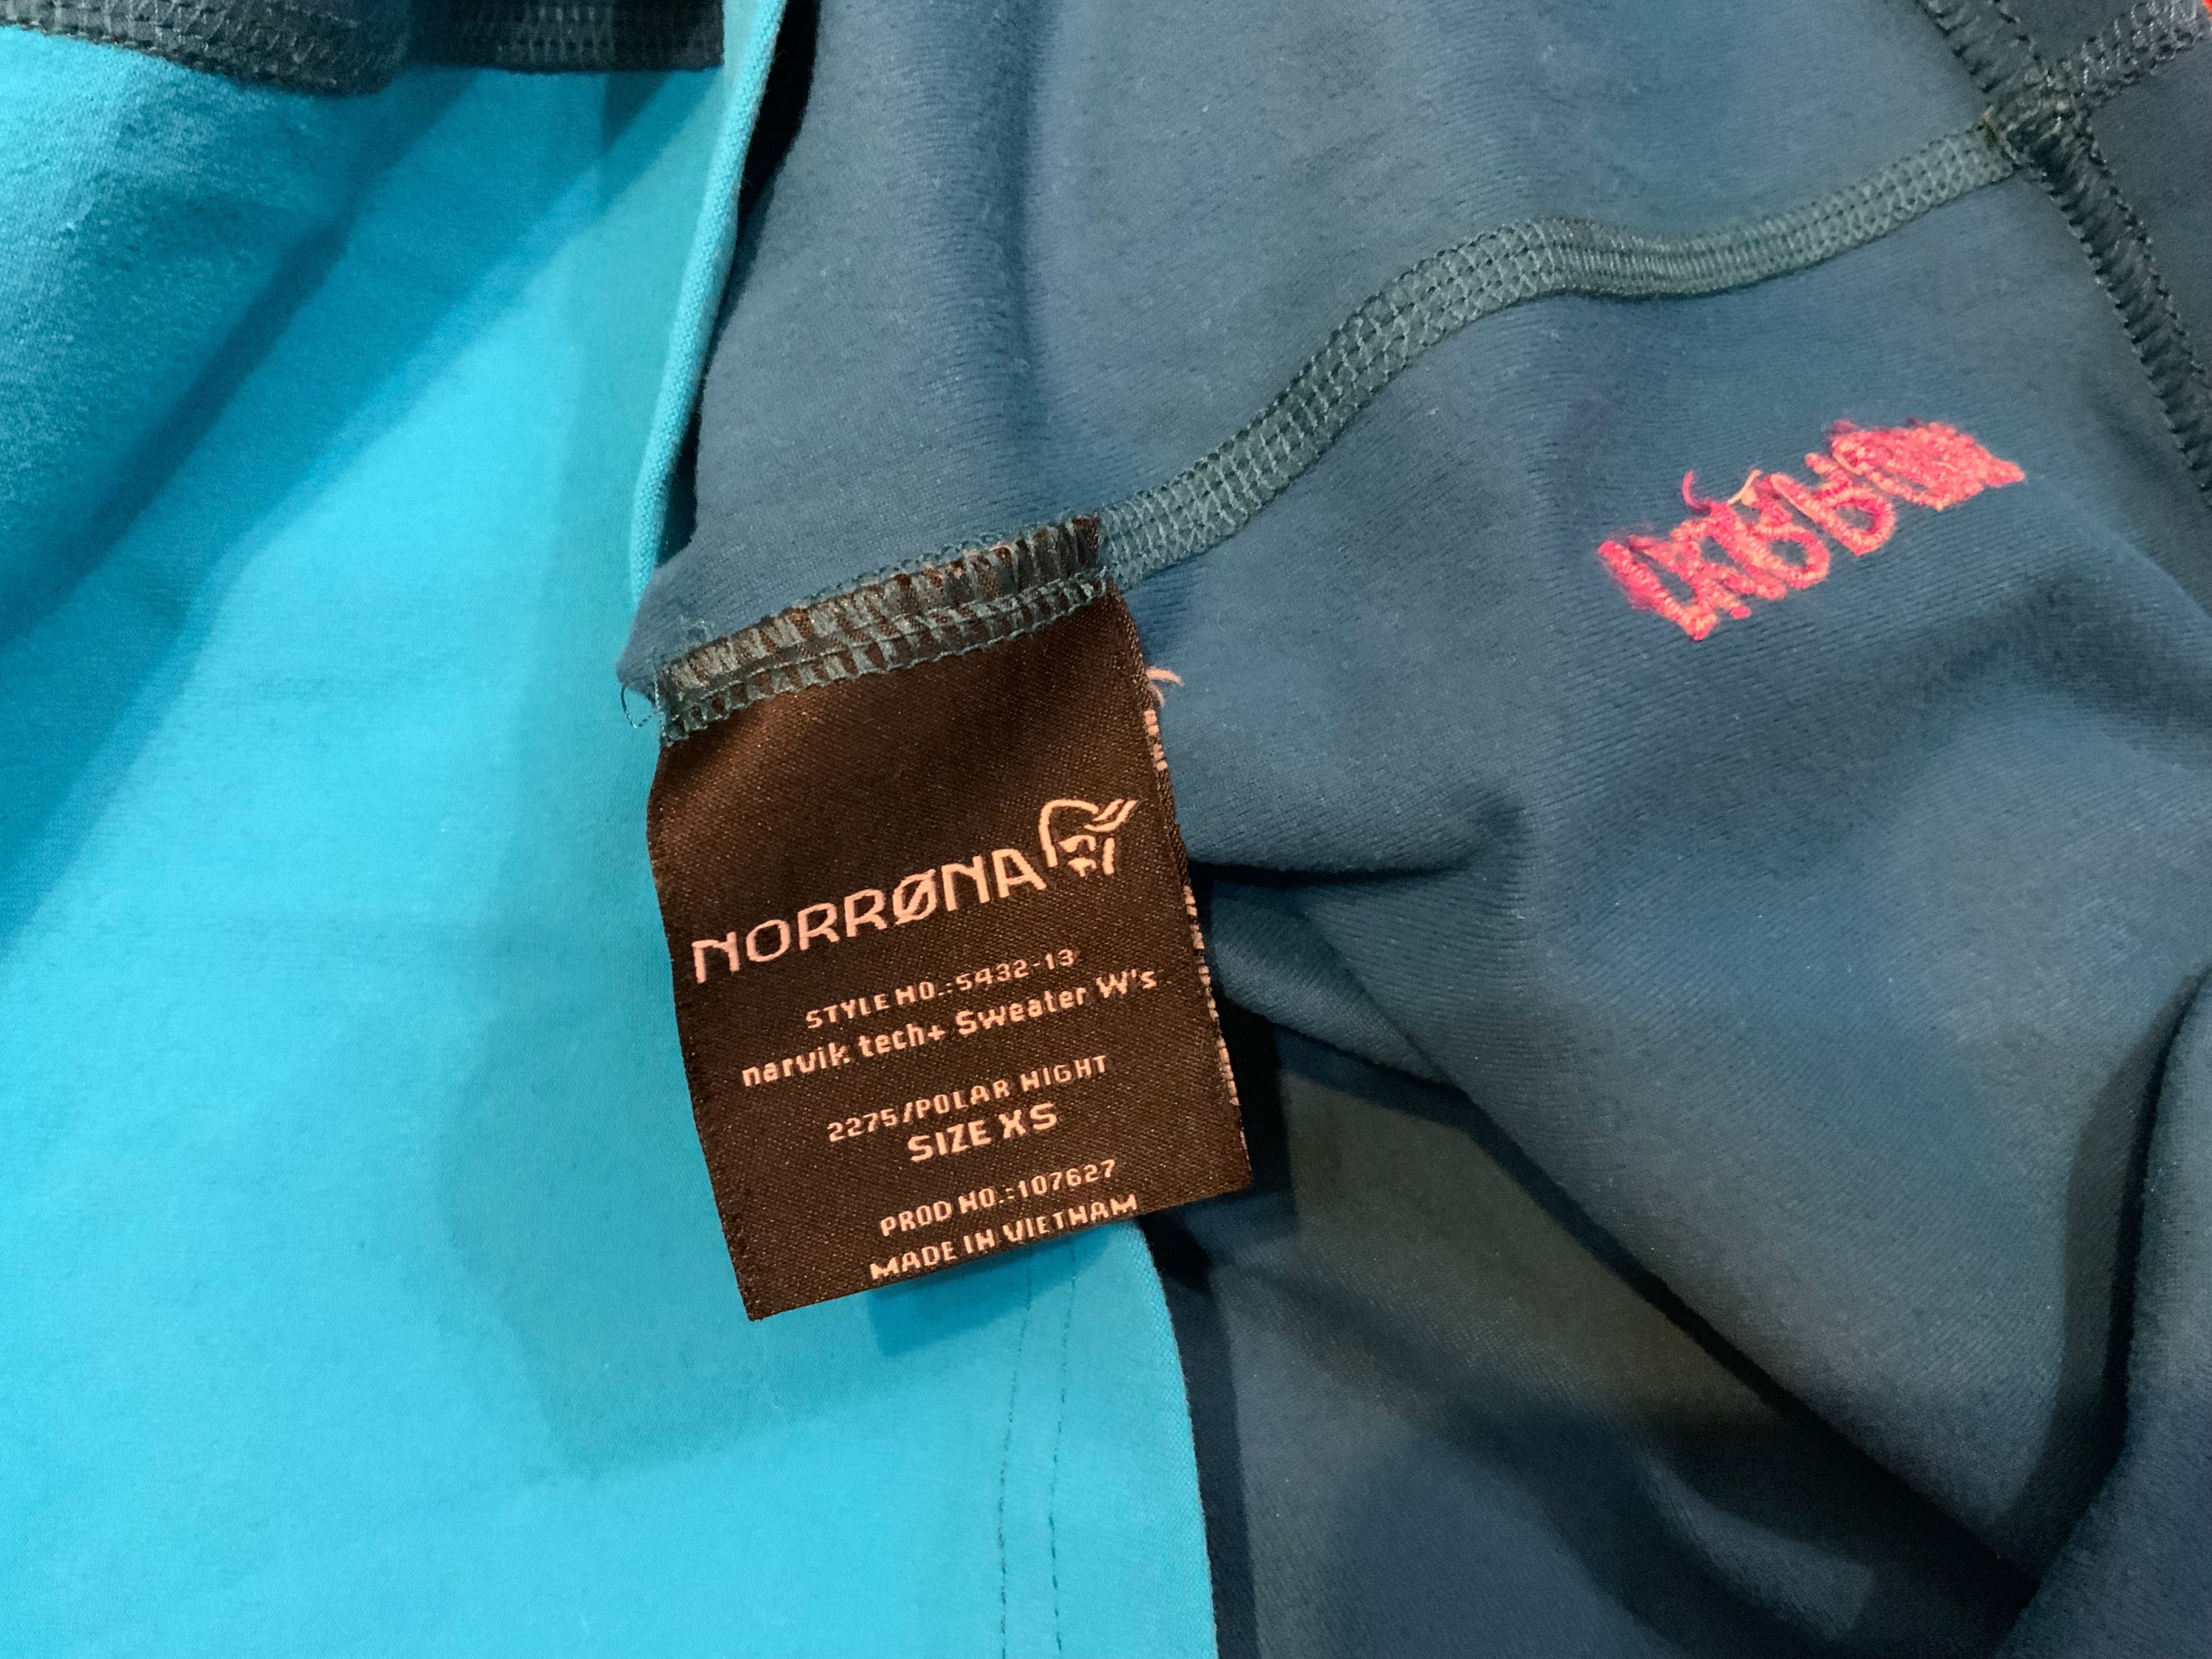 NORRØNA
STYLE NO.:5432-13
narvik tech+ Sweater W's
2275/POLAR NIGHT
SIZE XS
PROD NO.:107627
MADE IN VIETNAM